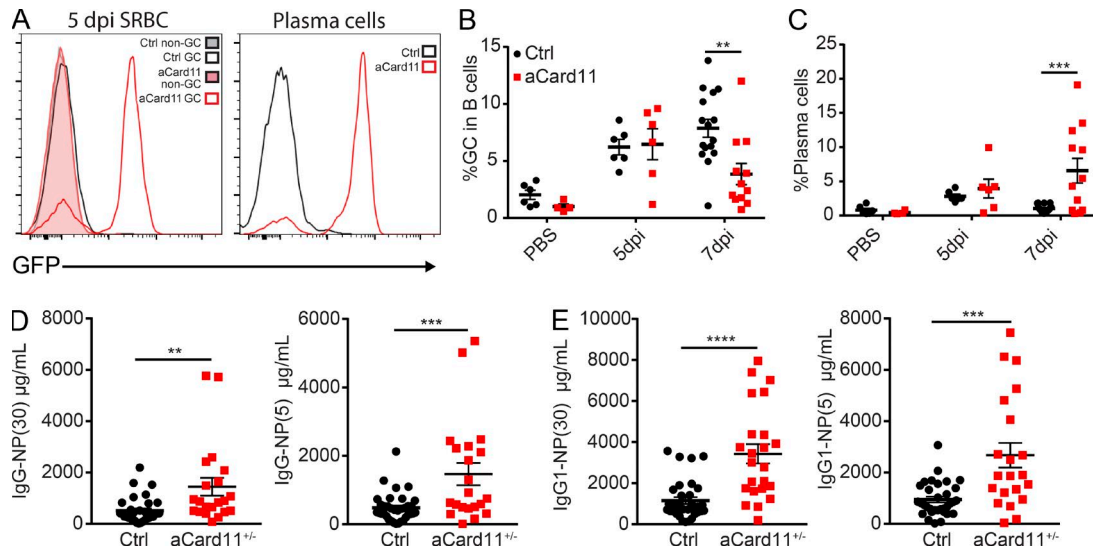 A
5 dpi SRBC
Plasma cells
Ctrl non-GC
Ctrl GC
aCard11
non-GC
aCard11 GC
Ctrl
aCard11
GFP
B
Ctrl
aCard11
**
%GC in B cells
15
10
5
0
PBS
5dpi
7dpi
C
***
%Plasma cells
25
20
15
10
5
0
PBS
5dpi
7dpi
D
IgG-NP(30) µg/mL
8000
6000
4000
2000
0
**
Ctrl
aCard11+/-
IgG-NP(5) µg/mL
6000
4000
2000
0
***
Ctrl
aCard11+/-
E
IgG1-NP(30) µg/mL
10000
8000
6000
4000
2000
0
****
Ctrl
aCard11+/-
IgG1-NP(5) µg/mL
8000
6000
4000
2000
0
***
Ctrl
aCard11+/-